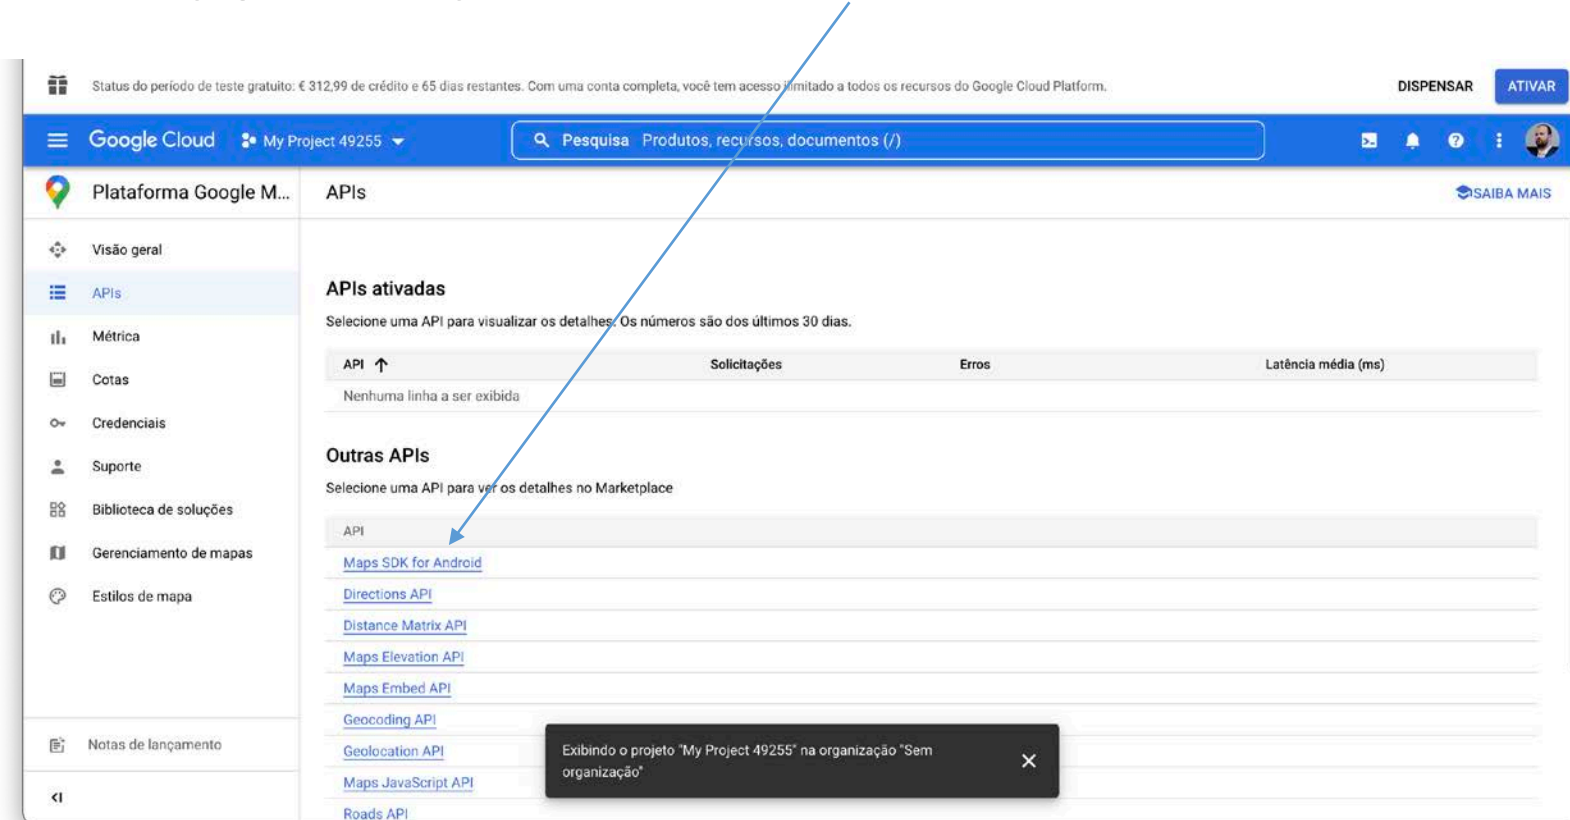 Status do período de teste gratuito: € 312,99 de crédito e 65 dias restantes. Com uma conta completa, você tem acesso ilimitado a todos os recursos do Google Cloud Platform.
DISPENSAR
ATIVAR
Google Cloud
My Project 49255
Pesquisa Produtos, recursos, documentos (/)
Plataforma Google M...
APIs
SAIBA MAIS
Visão geral
APIs
Métrica
Cotas
Credenciais
Suporte
Biblioteca de soluções
Gerenciamento de mapas
Estilos de mapa
Notas de lançamento
APIs ativadas
Selecione uma API para visualizar os detalhes. Os números são dos últimos 30 dias.
API Solicitações Erros Latência média (ms)
Nenhuma linha a ser exibida
Outras APIs
Selecione uma API para ver os detalhes no Marketplace
API
Maps SDK for Android
Directions API
Distance Matrix API
Maps Elevation API
Maps Embed API
Geocoding API
Geolocation API
Maps JavaScript API
Roads API
Exibindo o projeto "My Project 49255" na organização "Sem
organização"